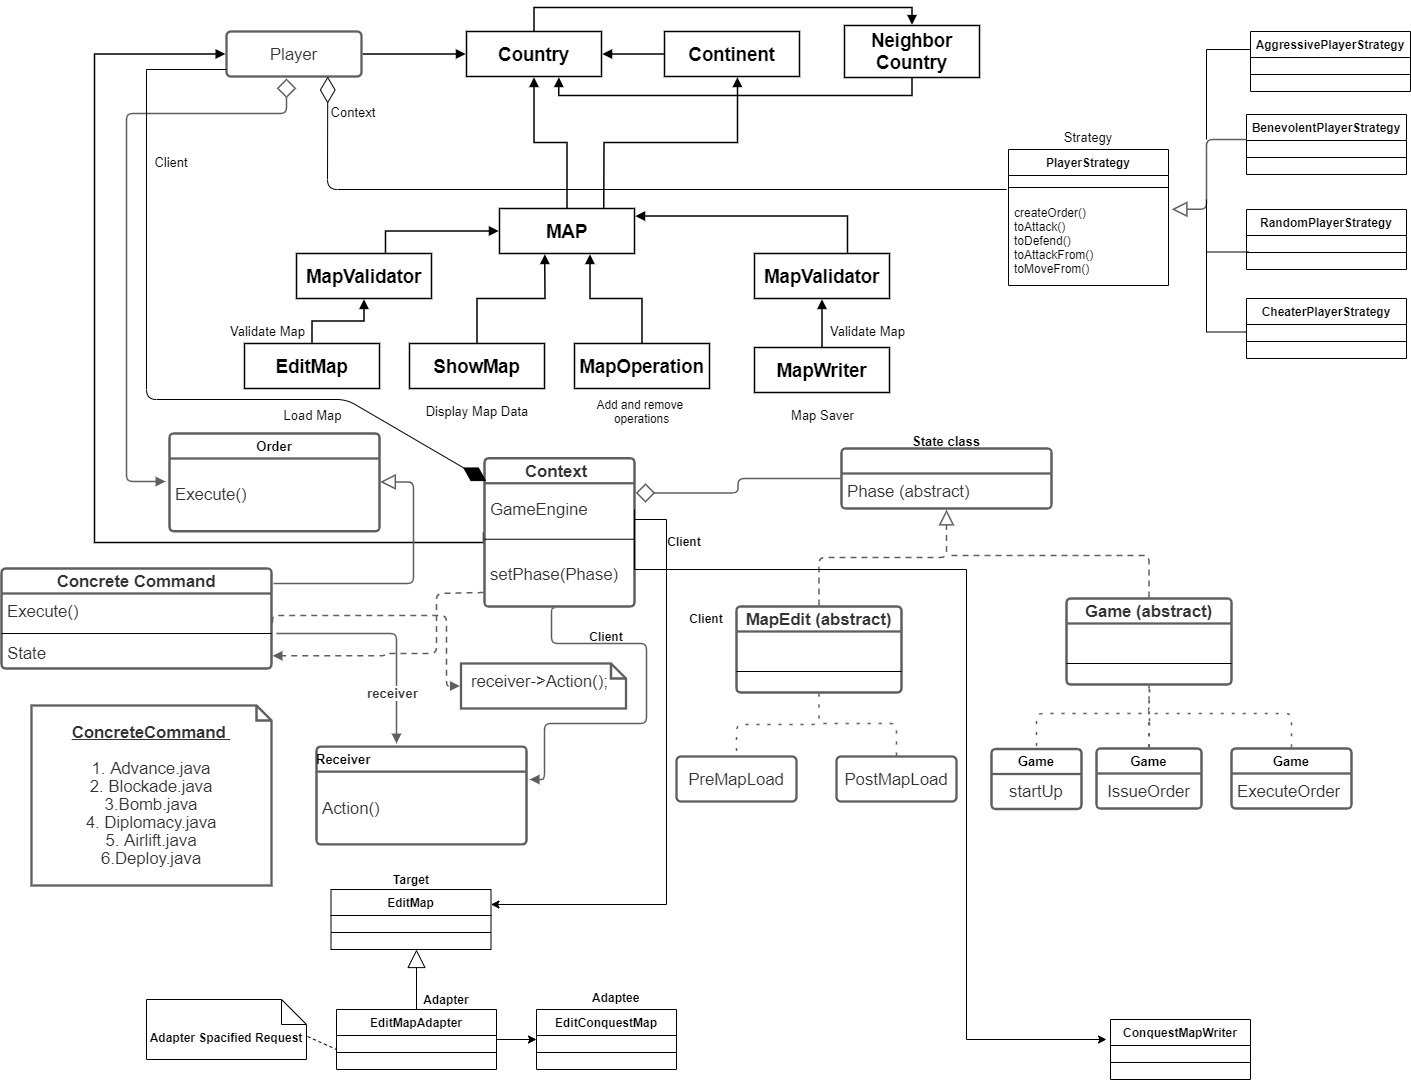 Player
Country
Continent
Neighbor
Country
AggressivePlayerStrategy
Context
BenevolentPlayerStrategy
Client
Strategy
PlayerStrategy
createOrder()
toAttack()
toDefend()
toAttackFrom()
toMoveFrom()
RandomPlayerStrategy
CheaterPlayerStrategy
MAP
MapValidator
MapValidator
Validate Map
Validate Map
EditMap
ShowMap
MapOperation
MapWriter
Load Map
Display Map Data
Add and remove
operations
Map Saver
Order
Execute()
Context
GameEngine
setPhase(Phase)
State class
Phase (abstract)
Client
Concrete Command
Execute()
State
Client
MapEdit (abstract)
Game (abstract)
Client
receiver->Action();
receiver
ConcreteCommand
1. Advance.java
2. Blockade.java
3.Bomb.java
4. Diplomacy.java
5. Airlift.java
6.Deploy.java
Receiver
Action()
PreMapLoad
PostMapLoad
Game
startUp
Game
IssueOrder
Game
ExecuteOrder
Target
EditMap
Adapter
EditMapAdapter
Adaptee
EditConquestMap
Adapter Spacified Request
ConquestMapWriter